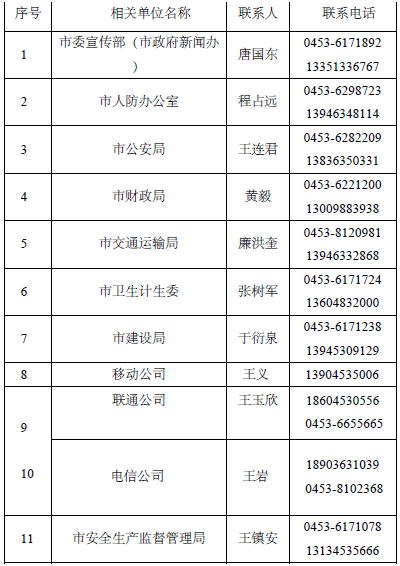 序号 相关单位名称 联系人 联系电话
1 市委宣传部（市政府新闻办） 唐国东 0453-6171892
13351336767
2 市人防办公室 程占远 0453-6298723
13946348114
3 市公安局 王连君 0453-6282209
13836350331
4 市财政局 黄毅 0453-6221200
13009883938
5 市交通运输局 廉洪奎 0453-8120981
13946332868
6 市卫生计生委 张树军 0453-6171724
13604832000
7 市建设局 于衍泉 0453-6171238
13945309129
8 移动公司 王义 13904535006
9 联通公司 王玉欣 18604530556
0453-6655665
10 电信公司 王岩 18903631039
0453-8102368
11 市安全生产监督管理局 王镇安 0453-6171078
13134535666